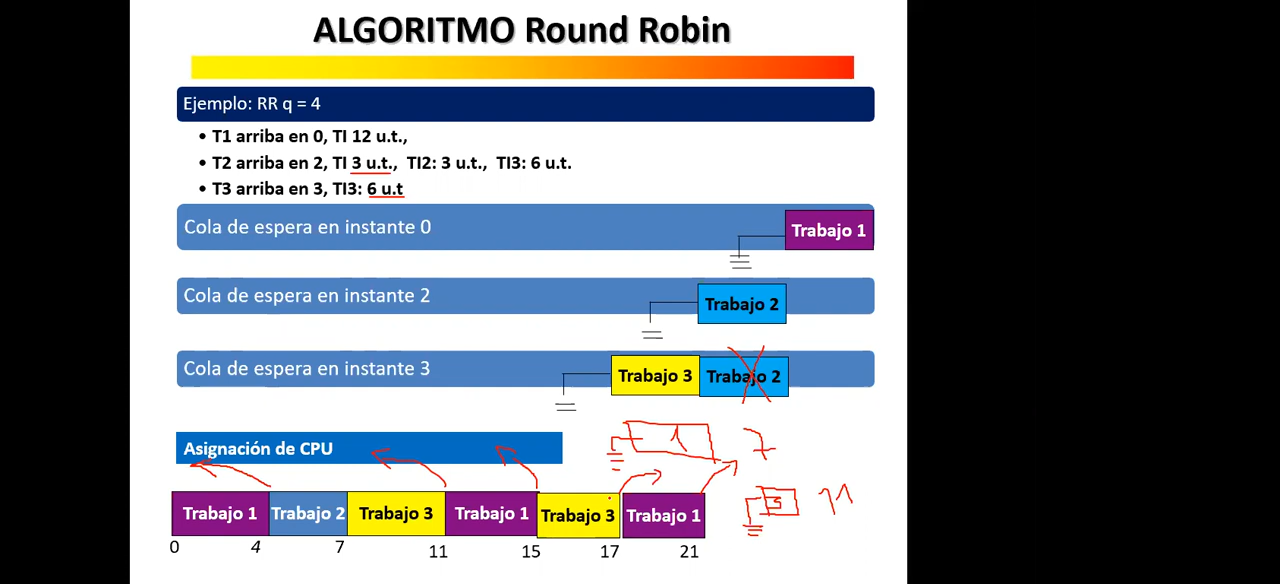 ALGORITMO Round Robin
Ejemplo: RR q = 4
• T1 arriba en 0, TI 12 u.t.,
• T2 arriba en 2, TI 3 u.t., TI2: 3 u.t., TI3: 6 u.t.
• T3 arriba en 3, TI3: 6 u.t
Cola de espera en instante 0
Trabajo 1
Cola de espera en instante 2
Trabajo 2
Cola de espera en instante 3
Trabajo 3 Trabajo 2
1 7
Asignación de CPU
3 11
Trabajo 1 Trabajo 2 Trabajo 3 Trabajo 1 Trabajo 3 Trabajo 1
0 4 7 11 15 17 21